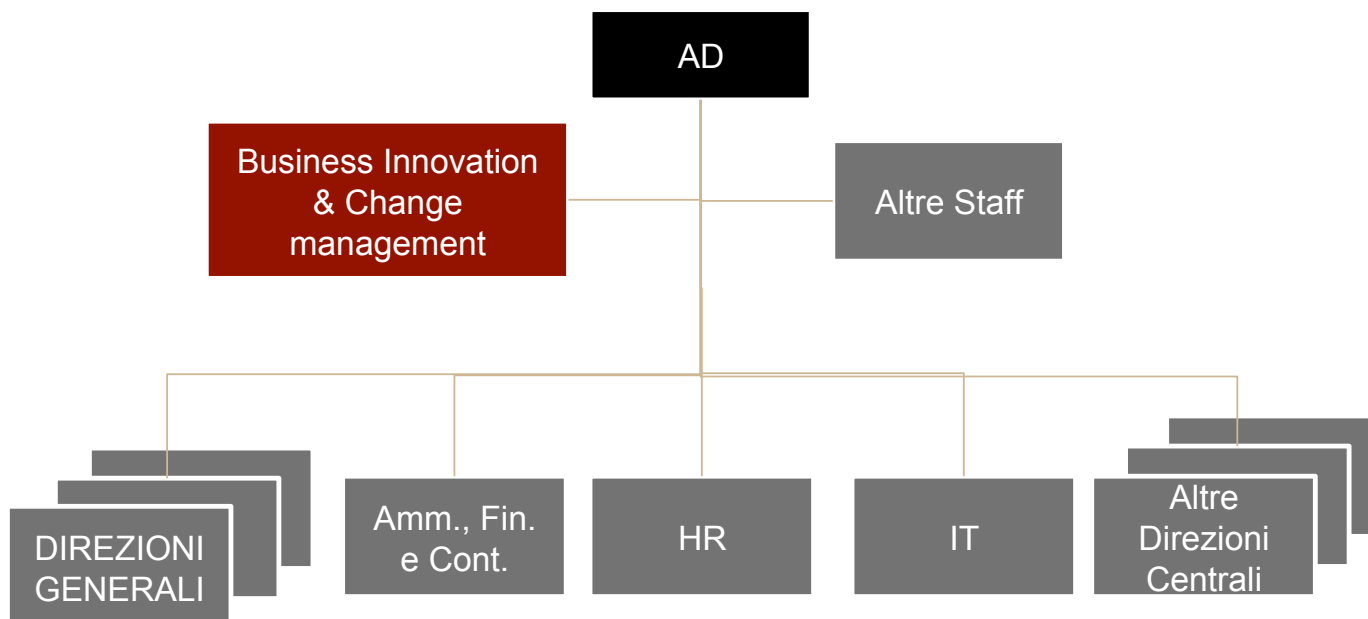 AD
Business Innovation
& Change
management
Altre Staff
DIREZIONI
GENERALI
Amm., Fin.
e Cont.
HR
IT
Altre
Direzioni
Centrali